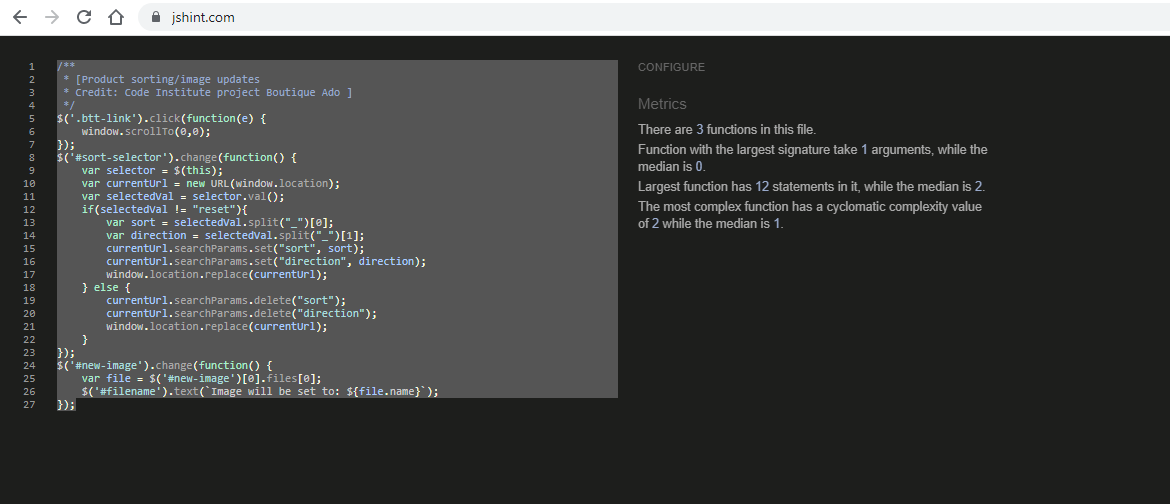 jshint.com
1 /**
2  * [Product sorting/image updates
3  * Credit: Code Institute project Boutique Ado ]
4  */
5 $('.btt-link').click(function(e) {
6     window.scrollTo(0,0);
7 });
8 $('#sort-selector').change(function() {
9     var selector = $(this);
10     var currentUrl = new URL(window.location);
11     var selectedVal = selector.val();
12     if(selectedVal != "reset"){
13         var sort = selectedVal.split("_")[0];
14         var direction = selectedVal.split("_")[1];
15         currentUrl.searchParams.set("sort", sort);
16         currentUrl.searchParams.set("direction", direction);
17         window.location.replace(currentUrl);
18     } else {
19         currentUrl.searchParams.delete("sort");
20         currentUrl.searchParams.delete("direction");
21         window.location.replace(currentUrl);
22     }
23 });
24 $('#new-image').change(function() {
25     var file = $('#new-image')[0].files[0];
26     $('#filename').text(`Image will be set to: ${file.name}`);
27 });
CONFIGURE
Metrics
There are 3 functions in this file.
Function with the largest signature take 1 arguments, while the
median is 0.
Largest function has 12 statements in it, while the median is 2.
The most complex function has a cyclomatic complexity value
of 2 while the median is 1.